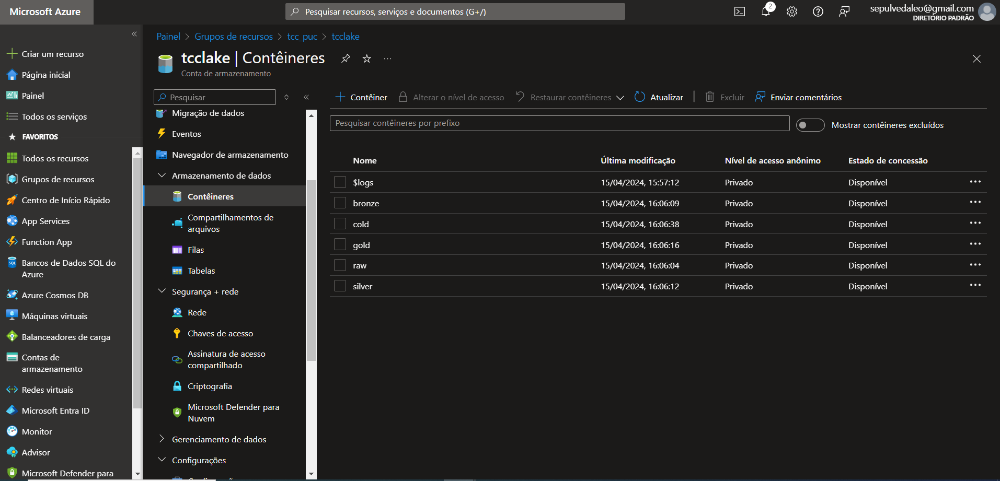 Microsoft Azure
Pesquisar recursos, serviços e documentos (G+/)
2
sepulvedaleo@gmail.com
DIRETÓRIO PADRÃO
Criar um recurso
Página inicial
Painel
Todos os serviços
FAVORITOS
Todos os recursos
Grupos de recursos
Centro de Início Rápido
App Services
Function App
SQL
Bancos de Dados SQL do
Azure
Azure Cosmos DB
Máquinas virtuais
Balanceadores de carga
Contas de
armazenamento
Redes virtuais
Microsoft Entra ID
Monitor
Advisor
Microsoft Defender para
Painel > Grupos de recursos > tcc_puc > tcclake
tcclake | Contêineres
Conta de armazenamento
Pesquisar
Migração de dados
Eventos
Navegador de armazenamento
Armazenamento de dados
Contêineres
Compartilhamentos de
arquivos
Filas
Tabelas
Segurança + rede
Rede
Chaves de acesso
Assinatura de acesso
compartilhado
Criptografia
Microsoft Defender para
Nuvem
Gerenciamento de dados
Configurações
Contêiner Alterar o nível de acesso Restaurar contêineres Atualizar Excluir Enviar comentários
Pesquisar contêineres por prefixo
Mostrar contêineres excluídos
Nome Última modificação Nível de acesso anônimo Estado de concessão
$logs 15/04/2024, 15:57:12 Privado Disponível
bronze 15/04/2024, 16:06:09 Privado Disponível
cold 15/04/2024, 16:06:38 Privado Disponível
gold 15/04/2024, 16:06:16 Privado Disponível
raw 15/04/2024, 16:06:04 Privado Disponível
silver 15/04/2024, 16:06:12 Privado Disponível